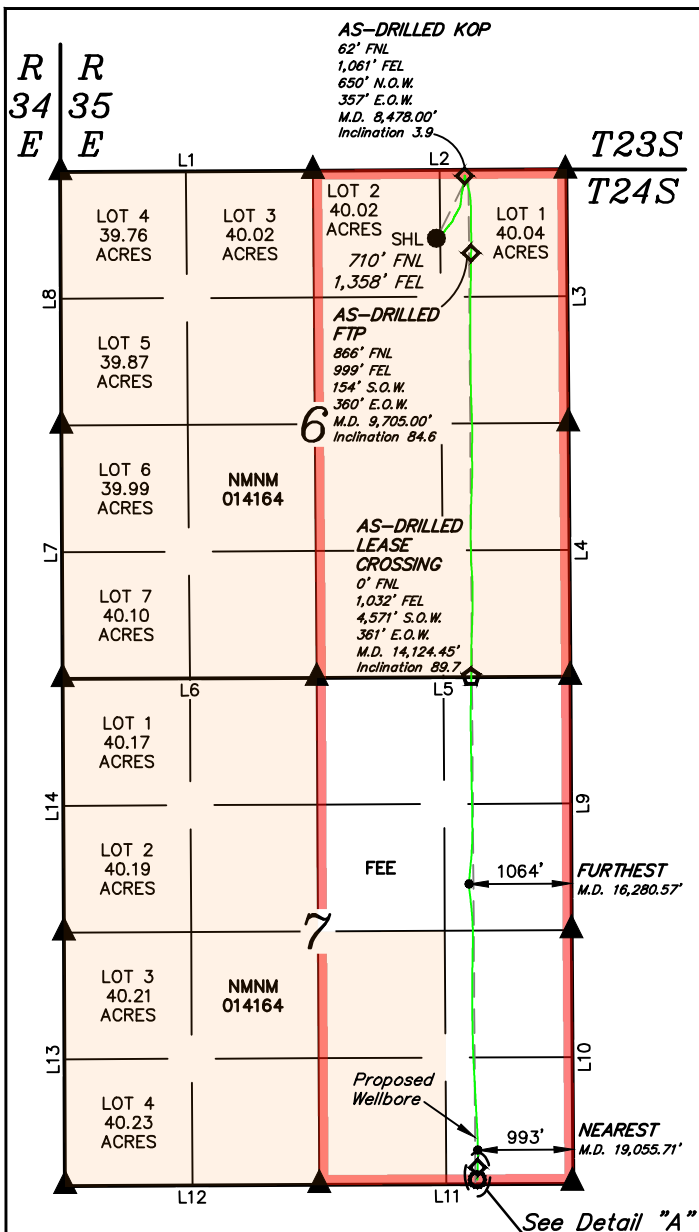 AS-DRILLED KOP
62' FNL
1,061' FEL
650' N.O.W.
357' E.O.W.
M.D. 8,478.00'
Inclination 3.9
R R
34 35
E E
T23S
T24S
L1
L2
LOT 4
39.76
ACRES
LOT 3
40.02
ACRES
LOT 2
40.02
ACRES
LOT 1
40.04
ACRES
SHL
710' FNL
1,358' FEL
L8
L3
AS-DRILLED
FTP
866' FNL
999' FEL
154' S.O.W.
360' E.O.W.
M.D. 9,705.00'
Inclination 84.6
LOT 5
39.87
ACRES
6
LOT 6
39.99
ACRES
NMNM
014164
AS-DRILLED
LEASE
CROSSING
0' FNL
1,032' FEL
4,571' S.O.W.
361' E.O.W.
M.D. 14,124.45'
Inclination 89.7
L7
L4
LOT 7
40.10
ACRES
L6
L5
LOT 1
40.17
ACRES
L14
L9
LOT 2
40.19
ACRES
FEE
1064'
FURTHEST
M.D. 16,280.57'
7
LOT 3
40.21
ACRES
NMNM
014164
L13
L10
Proposed
Wellbore
LOT 4
40.23
ACRES
993'
NEAREST
M.D. 19,055.71'
L12
L11
See Detail "A"